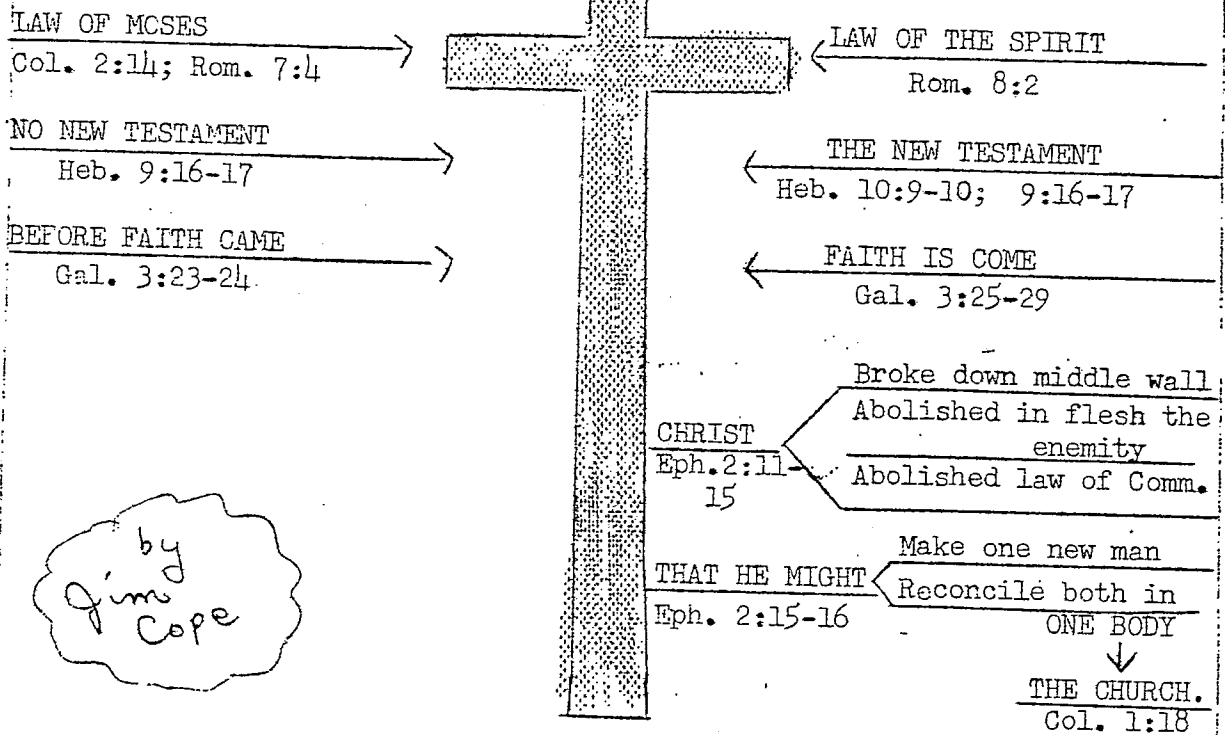 LAW OF MCSES
Col. 2:14; Rom. 7:4
NO NEW TESTAMENT
Heb. 9:16-17
BEFORE FAITH CAME
Gal. 3:23-24
LAW OF THE SPIRIT
Rom. 8:2
THE NEW TESTAMENT
Heb. 10:9-10; 9:16-17
FAITH IS COME
Gal. 3:25-29
CHRIST
Eph.2:11-
15
Broke down middle wall
Abolished in flesh the
enemity
Abolished law of Comm.
THAT HE MIGHT
Eph. 2:15-16
Make one new man
Reconcile both in
ONE BODY
THE CHURCH.
Col. 1:18
by
Jim
Cope